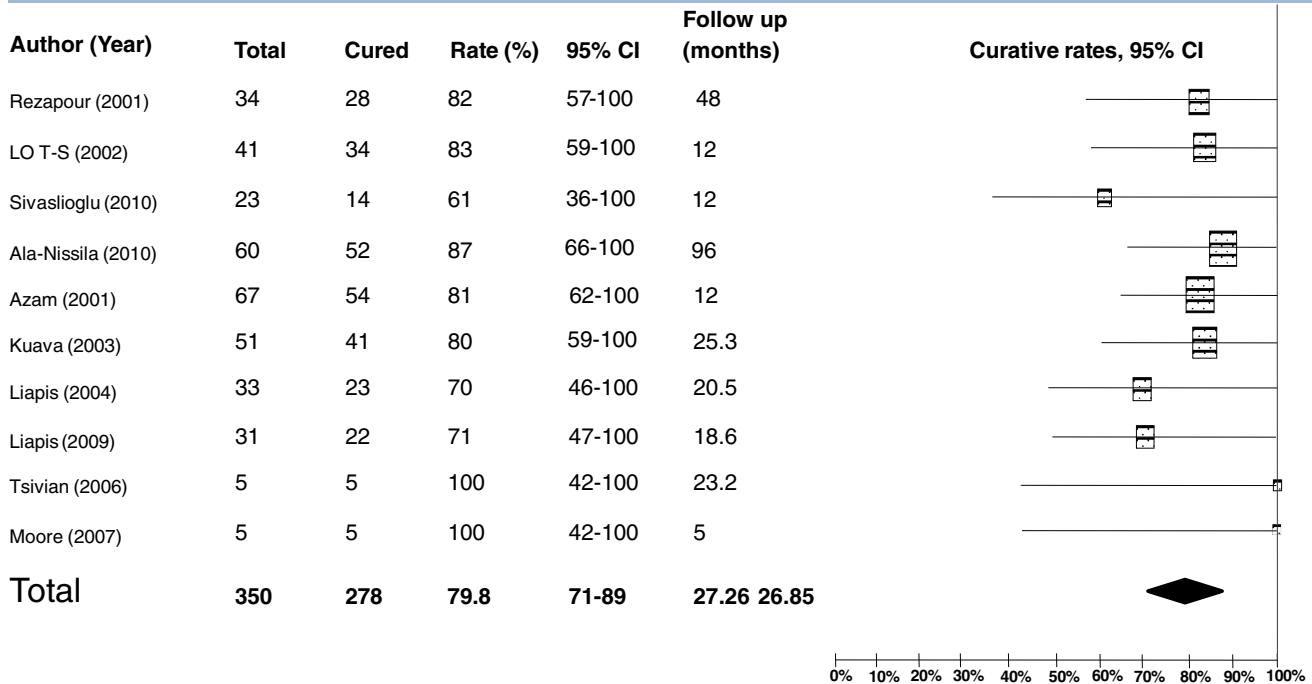 Author (Year) Total Cured Rate (%) 95% CI Follow up (months) Curative rates, 95% CI
Rezapour (2001) 34 28 82 57-100 48
LO T-S (2002) 41 34 83 59-100 12
Sivaslioglu (2010) 23 14 61 36-100 12
Ala-Nissila (2010) 60 52 87 66-100 96
Azam (2001) 67 54 81 62-100 12
Kuava (2003) 51 41 80 59-100 25.3
Liapis (2004) 33 23 70 46-100 20.5
Liapis (2009) 31 22 71 47-100 18.6
Tsivian (2006) 5 5 100 42-100 23.2
Moore (2007) 5 5 100 42-100 5
Total 350 278 79.8 71-89 27.26 26.85
0% 10% 20% 30% 40% 50% 60% 70% 80% 90% 100%